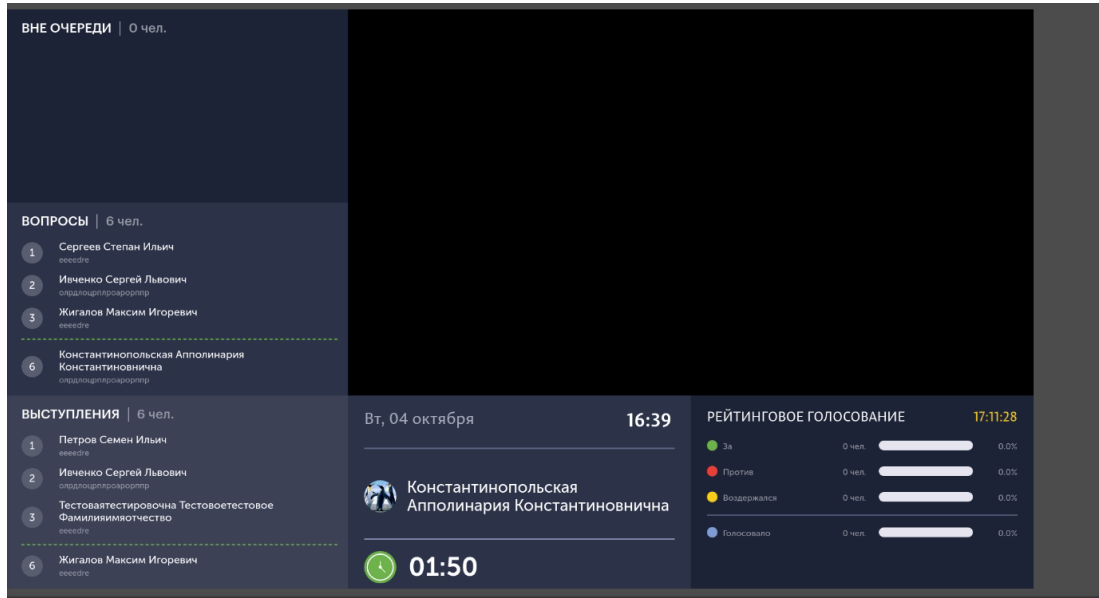 ВНЕ ОЧЕРЕДИ | 0 чел.
ВОПРОСЫ | 6 чел.
1 Сергеев Степан Ильич
eeeedre
2 Ивченко Сергей Львович
олрдлоцрплроарорппр
3 Жигалов Максим Игоревич
eeeedre
6 Константинопольская Апполинария
Константиновнична
олрдлоцрплроарорппр
ВЫСТУПЛЕНИЯ | 6 чел.
1 Петров Семен Ильич
eeeedre
2 Ивченко Сергей Львович
олрдлоцрплроарорппр
3 Тестоваятестировочна Тестовоетестовое
Фамилияимяотчество
eeeedre
6 Жигалов Максим Игоревич
eeeedre
Вт, 04 октября 16:39
Константинопольская
Апполинария Константиновнична
01:50
РЕЙТИНГОВОЕ ГОЛОСОВАНИЕ 17:11:28
За 0 чел. 0.0%
Против 0 чел. 0.0%
Воздержался 0 чел. 0.0%
Голосовало 0 чел. 0.0%